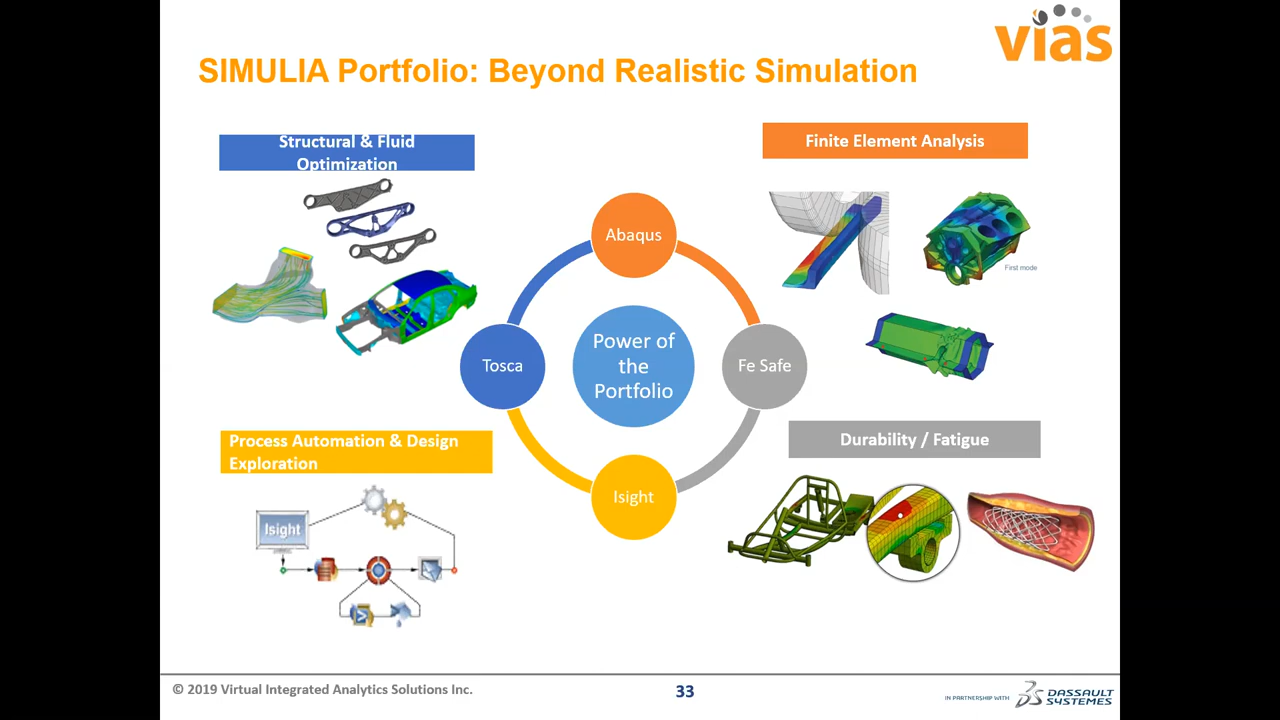 vias
SIMULIA Portfolio: Beyond Realistic Simulation
Structural & Fluid
Optimization
Finite Element Analysis
First mode
Abaqus
Tosca
Power of
the
Portfolio
Fe Safe
Isight
Process Automation & Design
Exploration
Isight
Durability / Fatigue
© 2019 Virtual Integrated Analytics Solutions Inc.
33
IN PARTNERSHIP WITH
DASSAULT
SYSTEMES